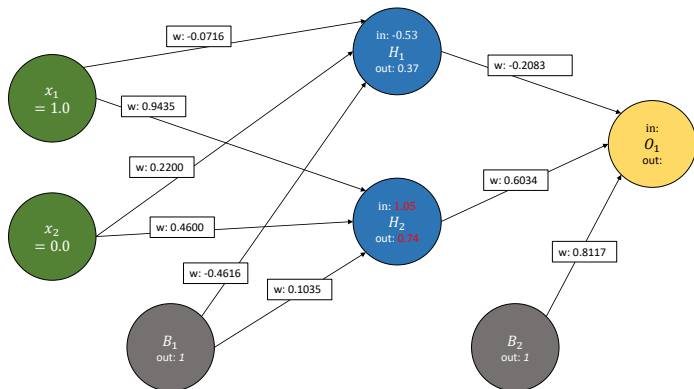 w: -0.0716
in: -0.53
H₁
out: 0.37
w: -0.2083
x₁
= 1.0
w: 0.9435
in:
O₁
out:
w: 0.2200
w: 0.6034
x₂
= 0.0
w: 0.4600
in: 1.05
H₂
out: 0.74
w: -0.4616
w: 0.1035
w: 0.8117
B₁
out: 1
B₂
out: 1